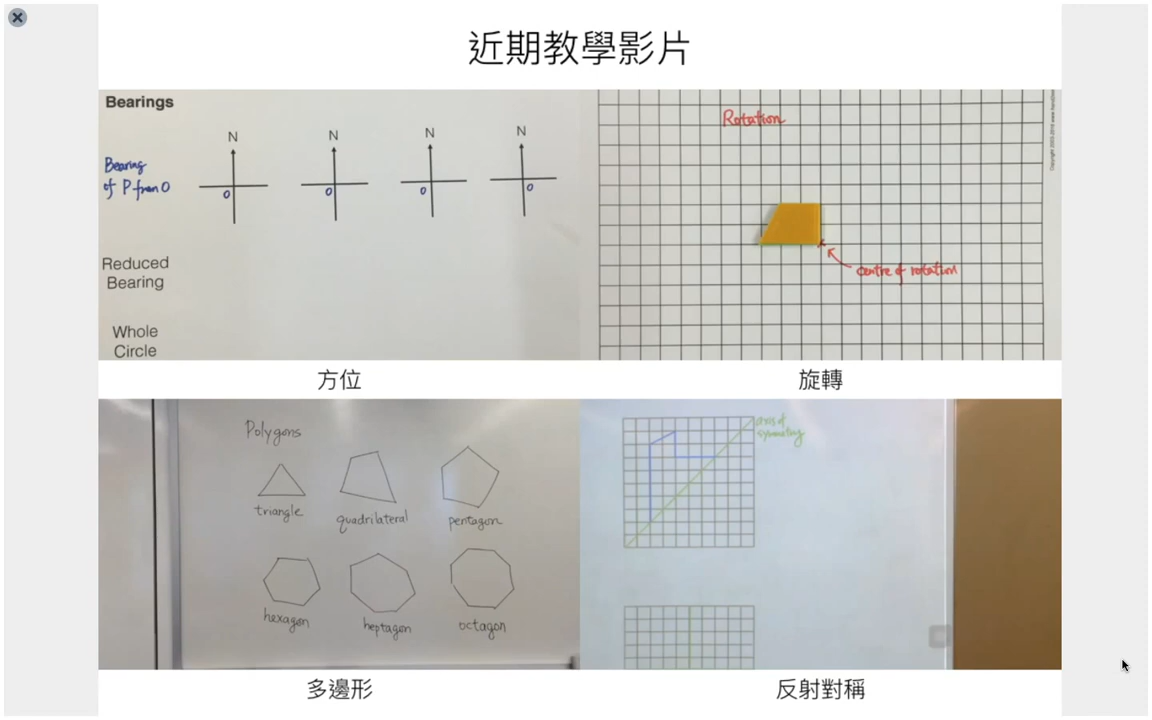 近期教學影片
Bearings
N
N
N
N
Bearing
of P from O
O
O
O
O
Reduced
Bearing
Whole
Circle
方位
Rotation
centre of rotation
旋轉
Polygons
triangle
quadrilateral
pentagon
hexagon
heptagon
octagon
多邊形
axis of
symmetry
反射對稱